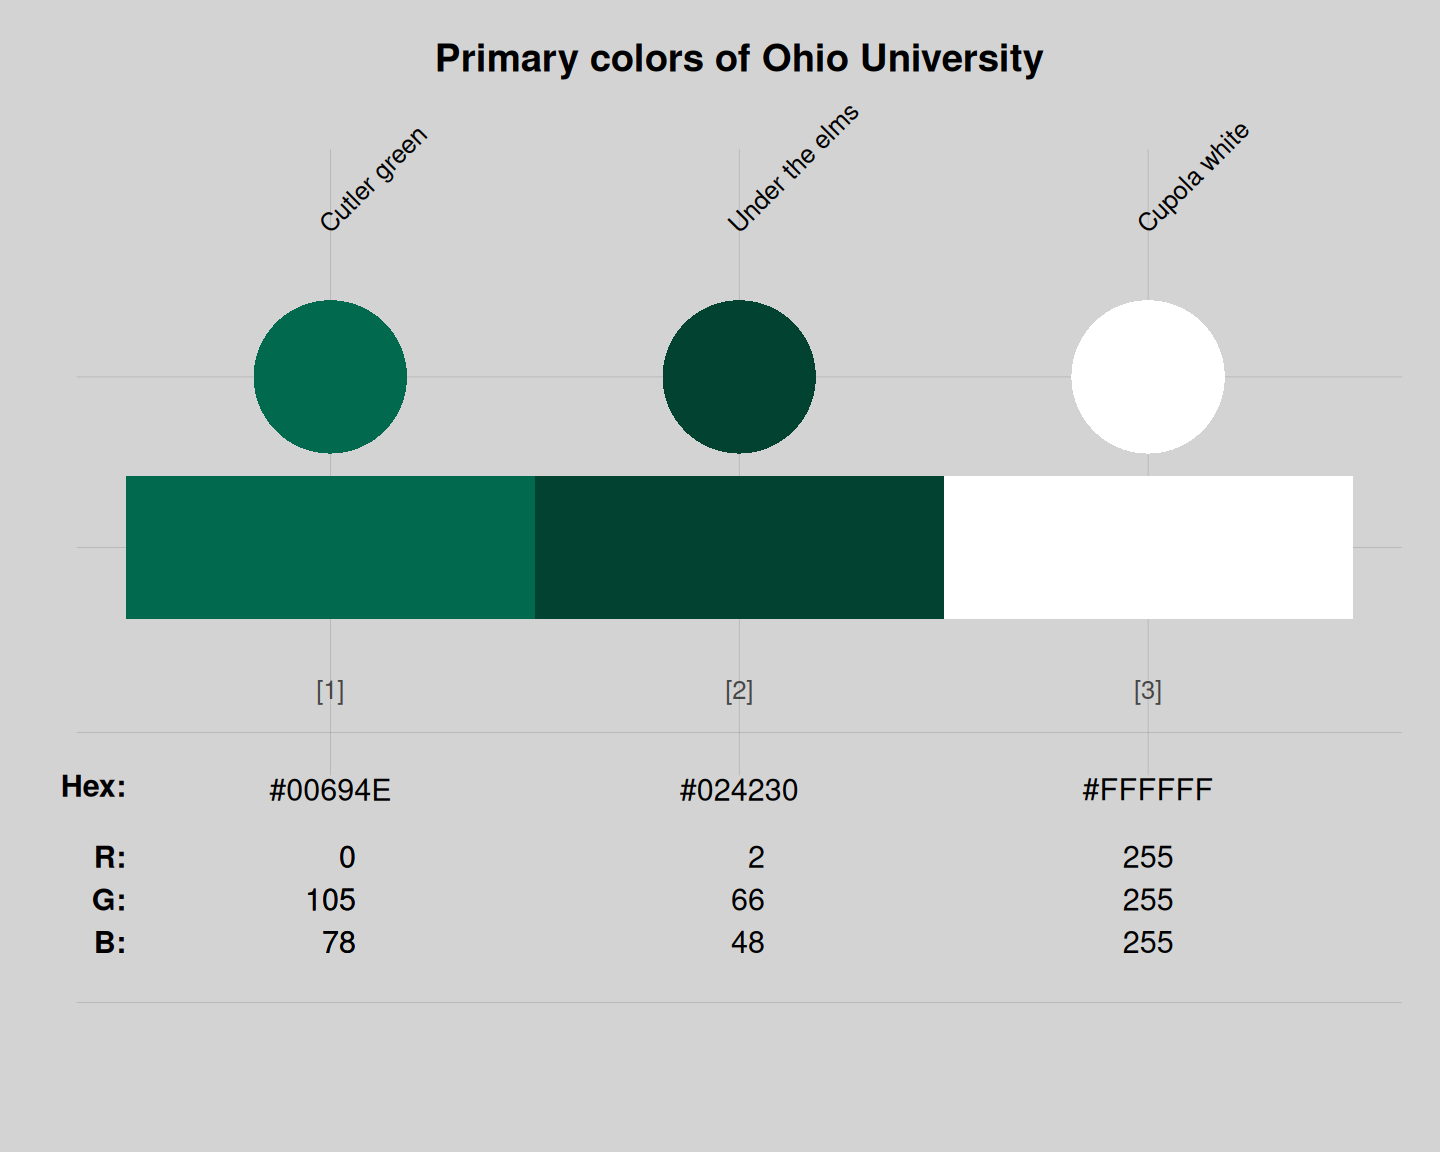 Primary colors of Ohio University
Cutler green
Under the elms
Cupola white
[1] [2] [3]
Hex: #00694E #024230 #FFFFFF
R: 0 2 255
G: 105 66 255
B: 78 48 255